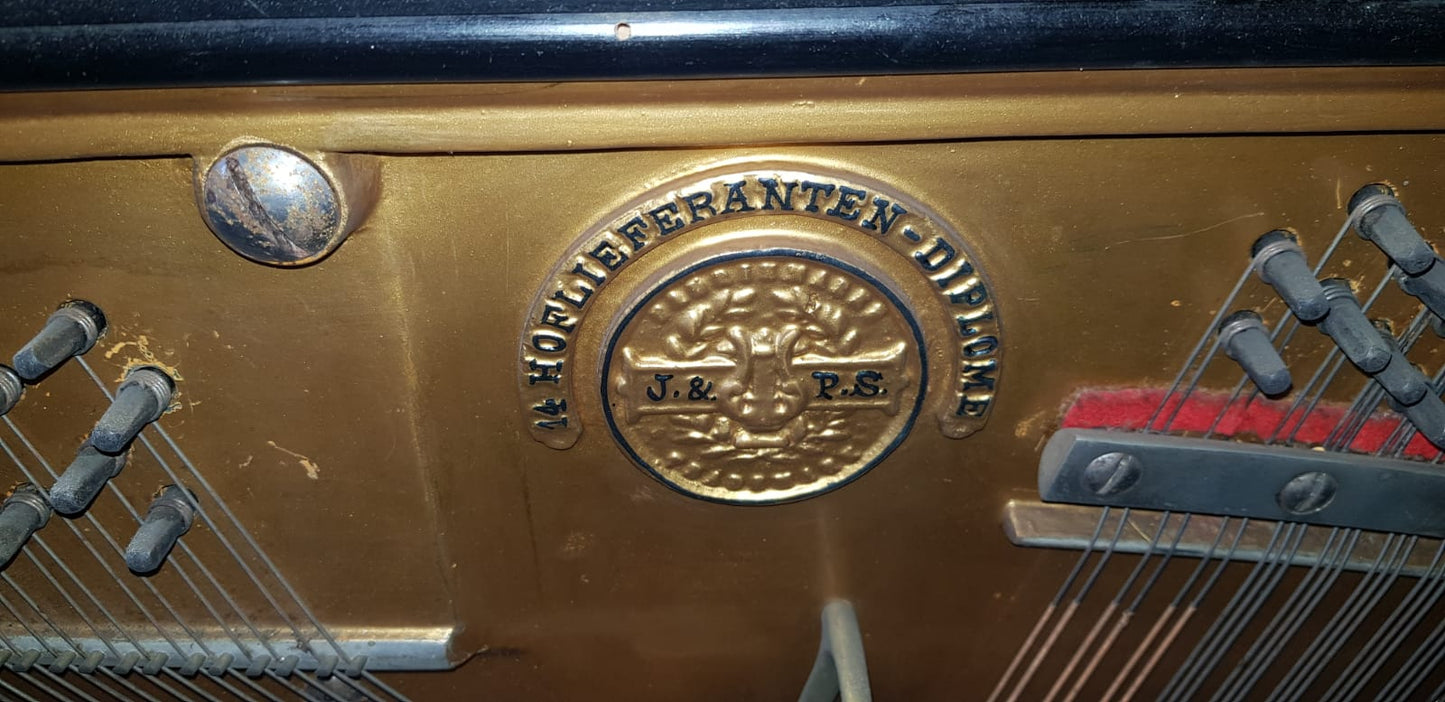 14 HOFLIEFERANTEN-DIPLOME
J. & P. S.